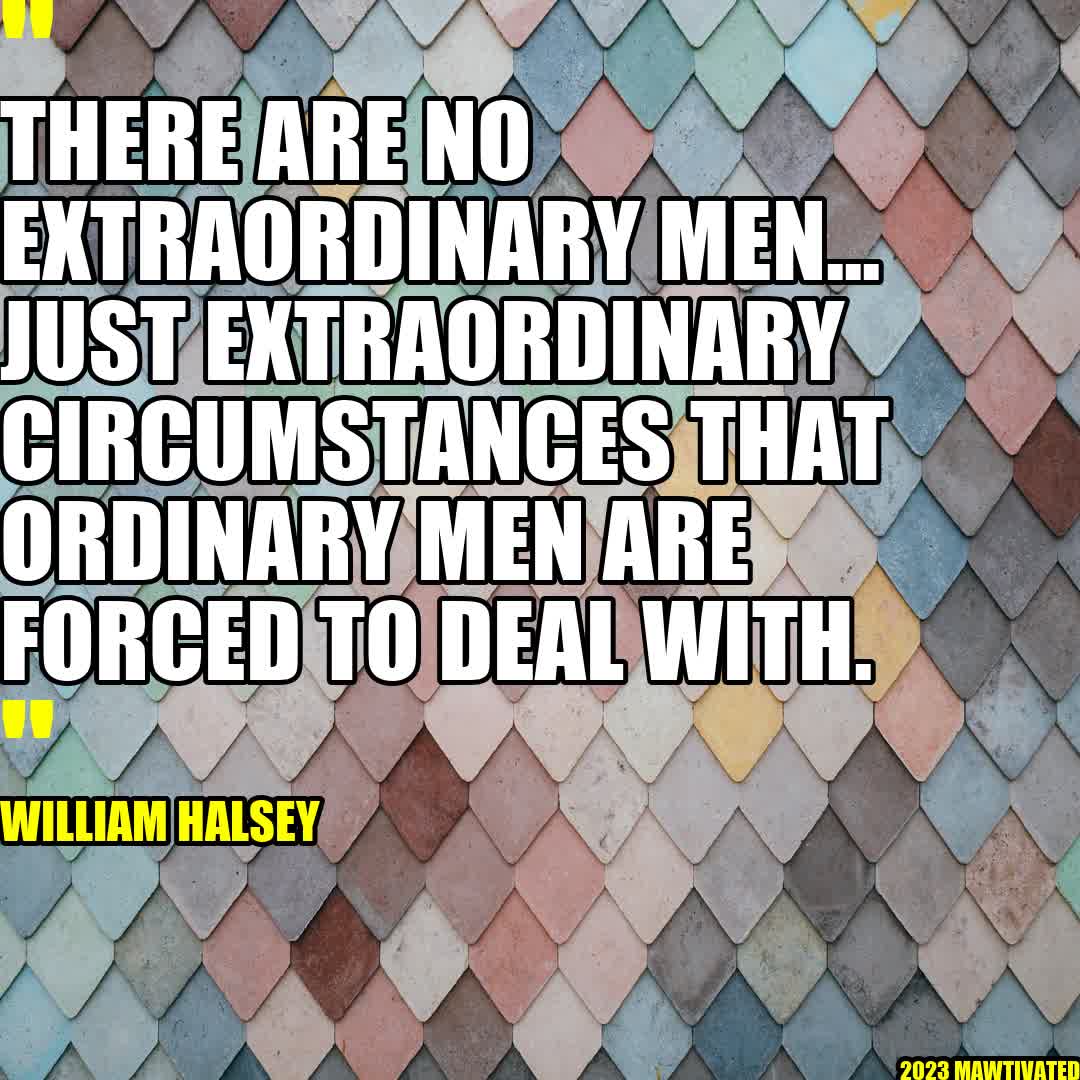 "
THERE ARE NO
EXTRAORDINARY MEN...
JUST EXTRAORDINARY
CIRCUMSTANCES THAT
ORDINARY MEN ARE
FORCED TO DEAL WITH.
"
WILLIAM HALSEY
2023 MAWTIVATED